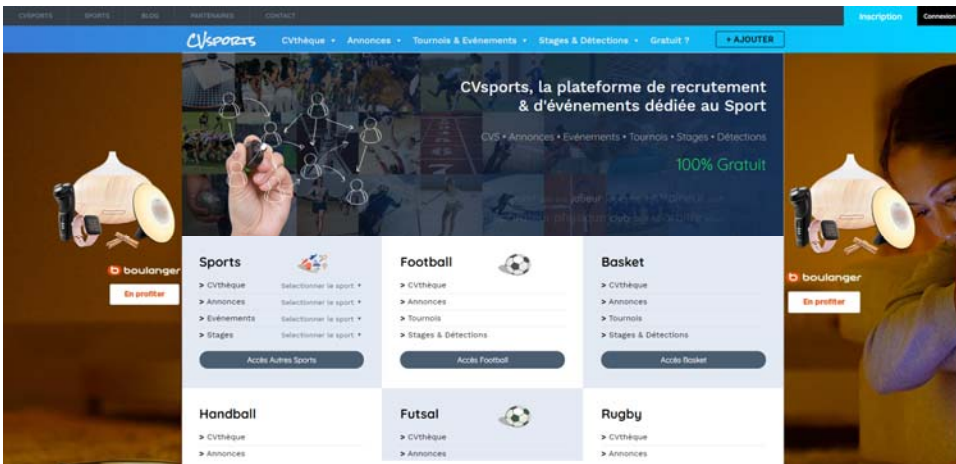 CVSPORTS SPORTS BLOG PARTENAIRES CONTACT Inscription Connexion
CVSPORTS CVthèque Annonces Tournois & Evénements Stages & Détections Gratuit ? + AJOUTER
CVsports, la plateforme de recrutement
& d'événements dédiée au Sport
CVS • Annonces • Evénements • Tournois • Stages • Détections
100% Gratuit
boulanger
En profiter
boulanger
En profiter
Sports
> CVthèque Selectionner le sport
> Annonces Selectionner le sport
> Evénements Selectionner le sport
> Stages Selectionner le sport
Accès Autres Sports
Football
> CVthèque
> Annonces
> Tournois
> Stages & Détections
Accès Football
Basket
> CVthèque
> Annonces
> Tournois
> Stages & Détections
Accès Basket
Handball
> CVthèque
> Annonces
Futsal
> CVthèque
> Annonces
Rugby
> CVthèque
> Annonces